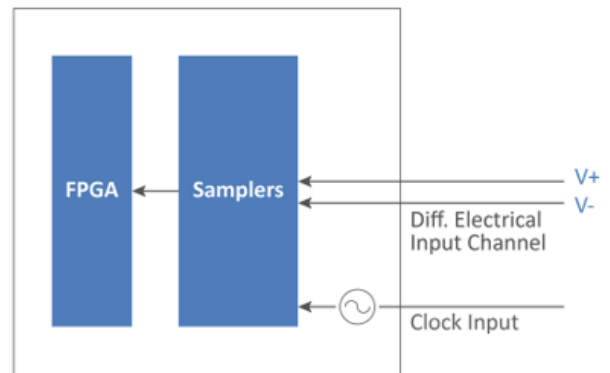 FPGA
Samplers
V+
V-
Diff. Electrical
Input Channel
Clock Input